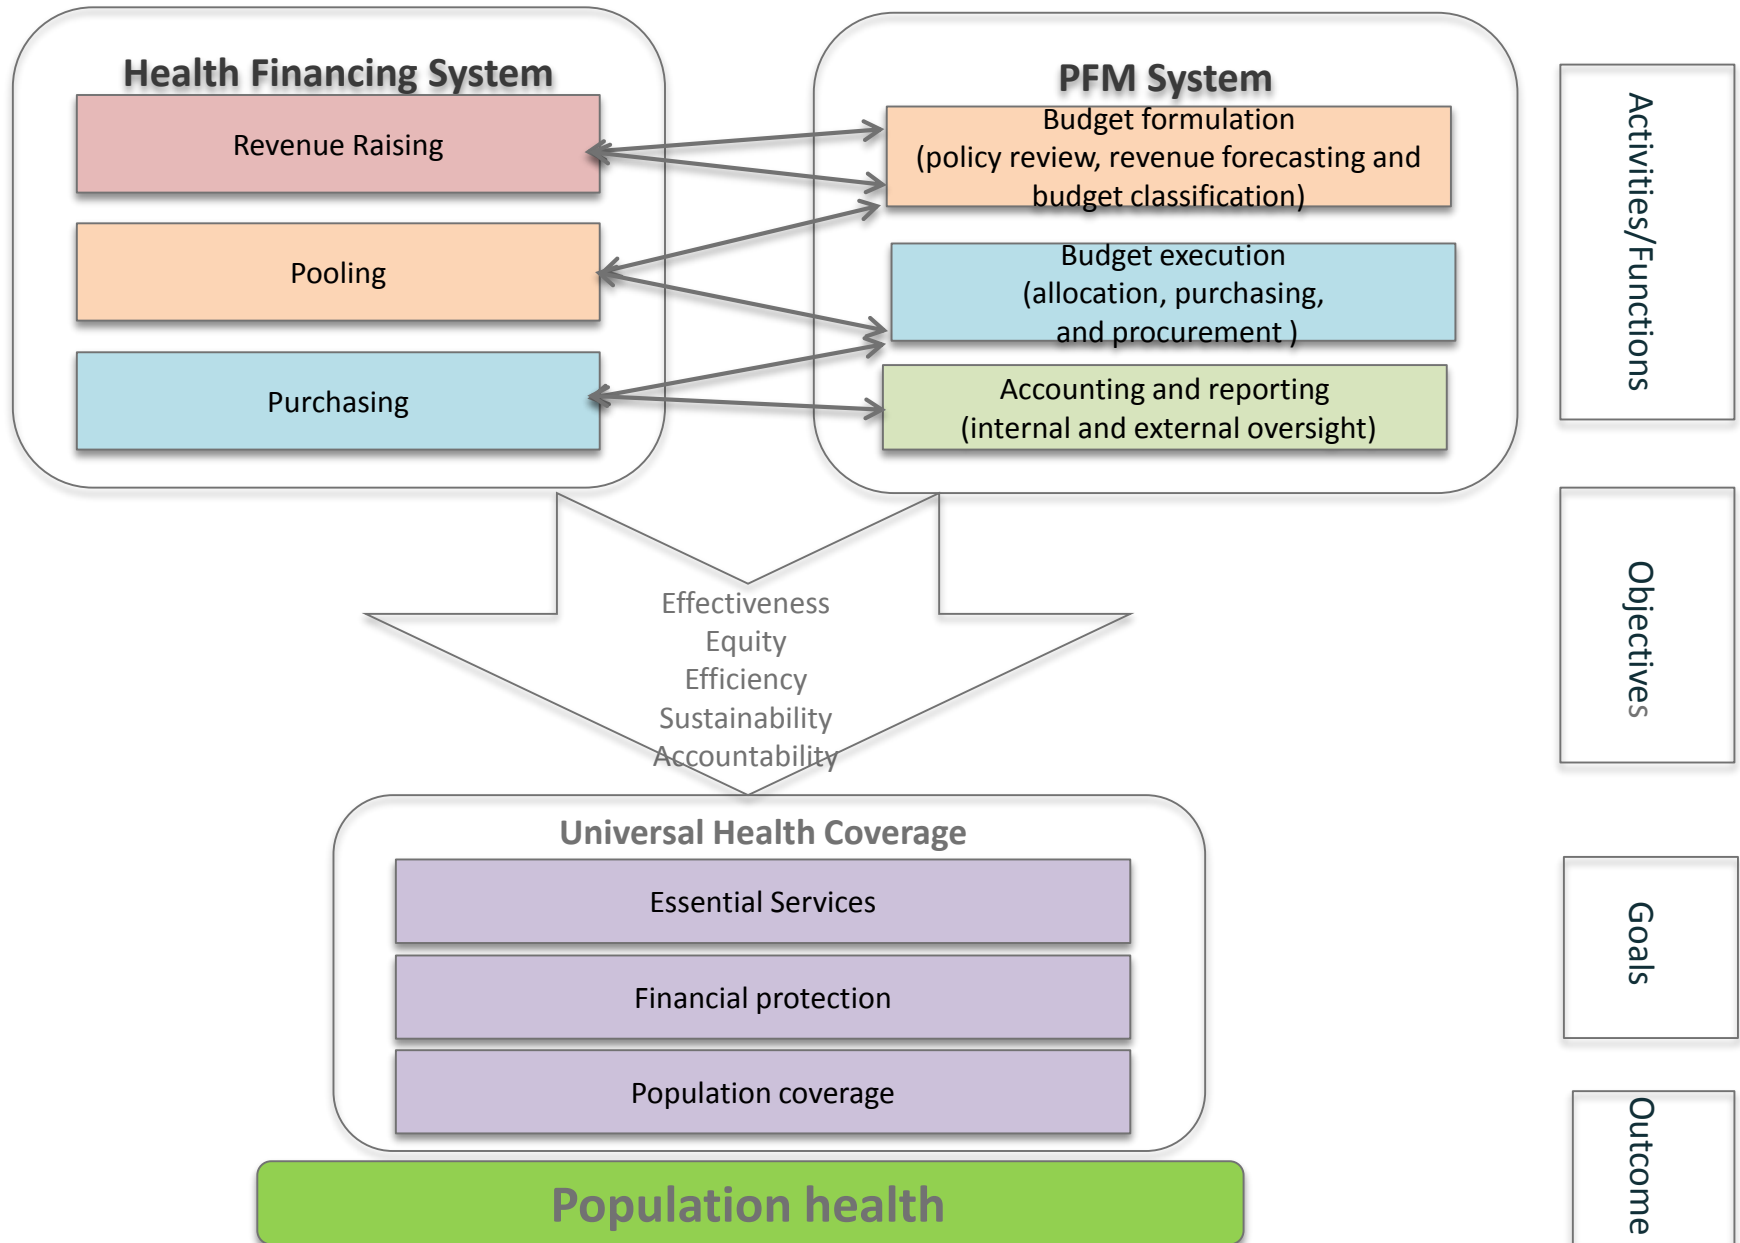 Health Financing System
Revenue Raising
Pooling
Purchasing
PFM System
Budget formulation
(policy review, revenue forecasting and
budget classification)
Budget execution
(allocation, purchasing,
and procurement )
Accounting and reporting
(internal and external oversight)
Activities/Functions
Effectiveness
Equity
Efficiency
Sustainability
Accountability
Objectives
Universal Health Coverage
Essential Services
Financial protection
Population coverage
Goals
Population health
Outcome